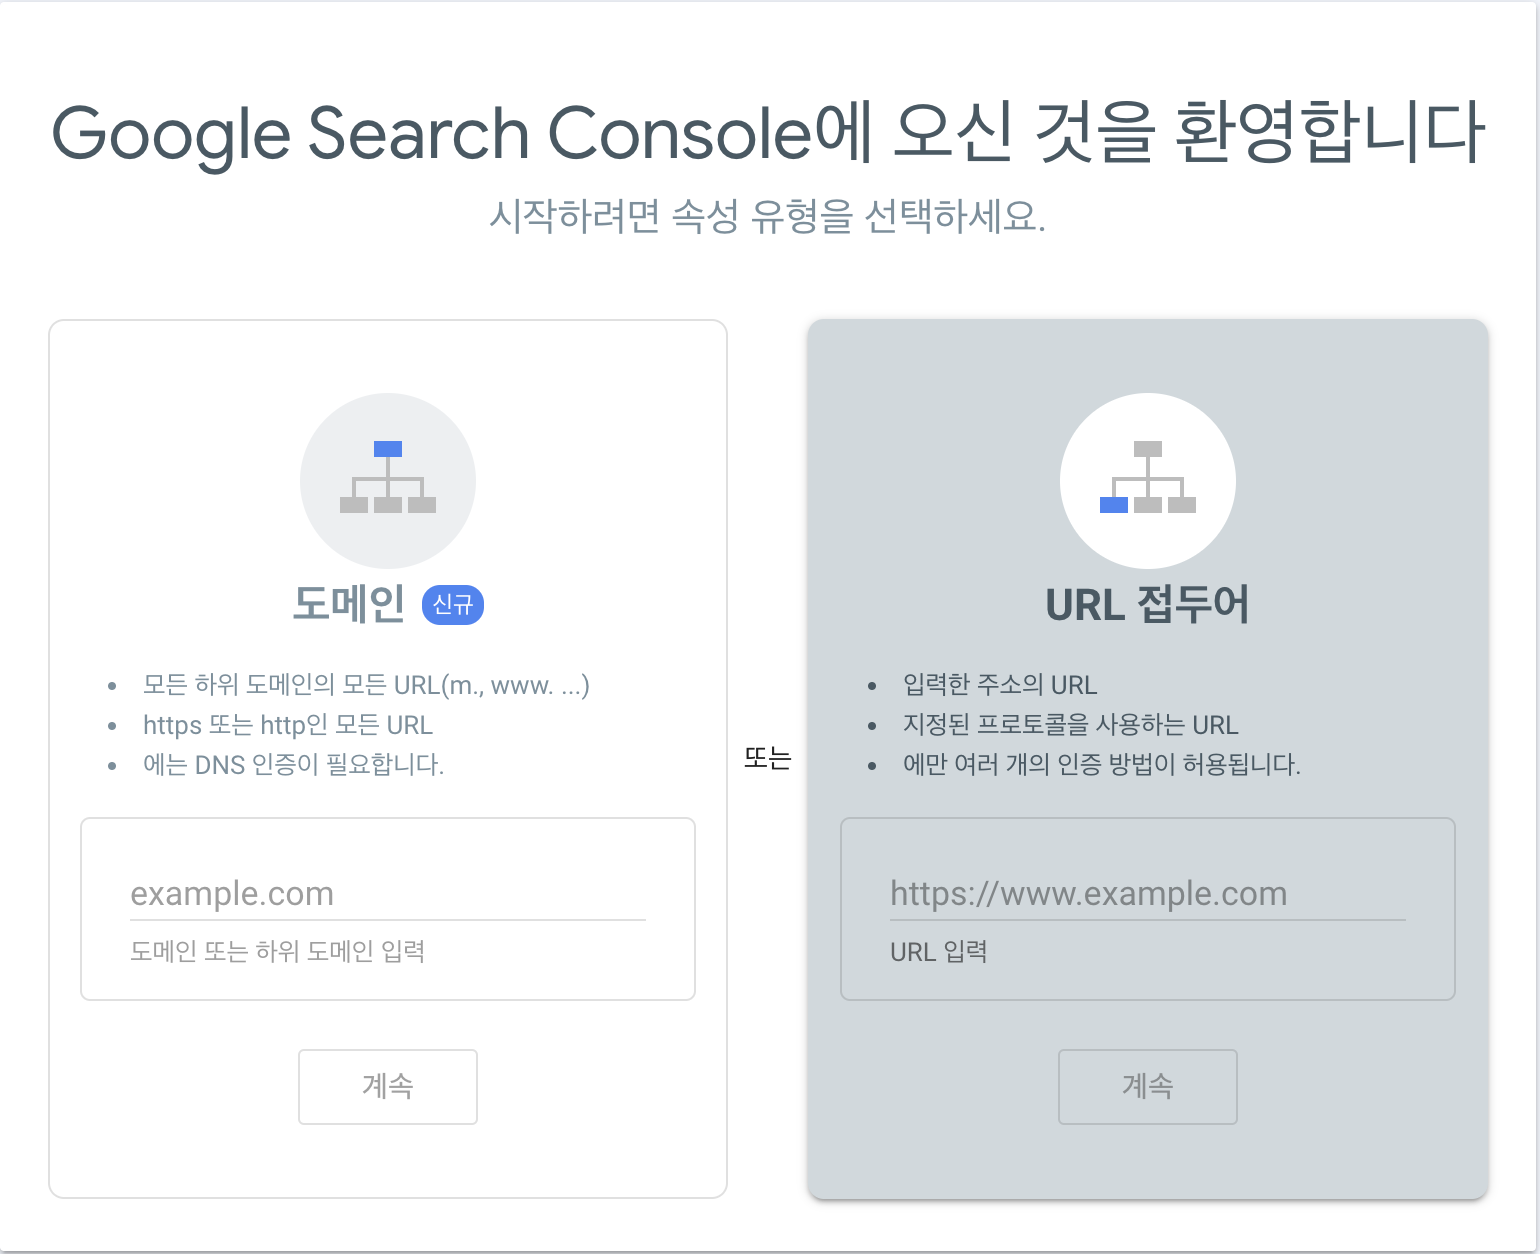 Google Search Console에 오신 것을 환영합니다
시작하려면 속성 유형을 선택하세요.
도메인 신규
• 모든 하위 도메인의 모든 URL(m., www. ...)
• https 또는 http인 모든 URL
• 에는 DNS 인증이 필요합니다.
example.com
도메인 또는 하위 도메인 입력
계속
또는
URL 접두어
• 입력한 주소의 URL
• 지정된 프로토콜을 사용하는 URL
• 에만 여러 개의 인증 방법이 허용됩니다.
https://www.example.com
URL 입력
계속